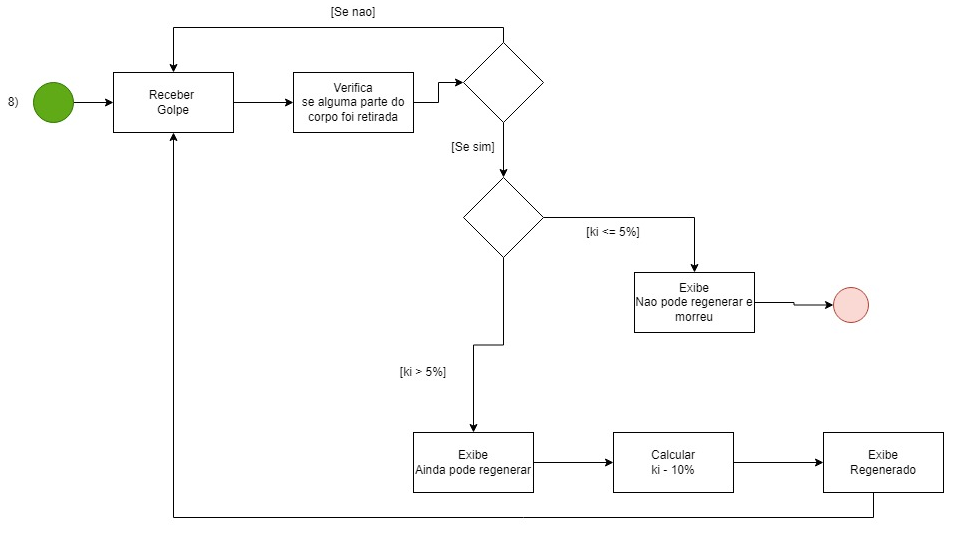 [Se nao]
8)
Receber
Golpe
Verifica
se alguma parte do
corpo foi retirada
[Se sim]
[ki <= 5%]
Exibe
Nao pode regenerar e
morreu
[ki > 5%]
Exibe
Ainda pode regenerar
Calcular
ki - 10%
Exibe
Regenerado